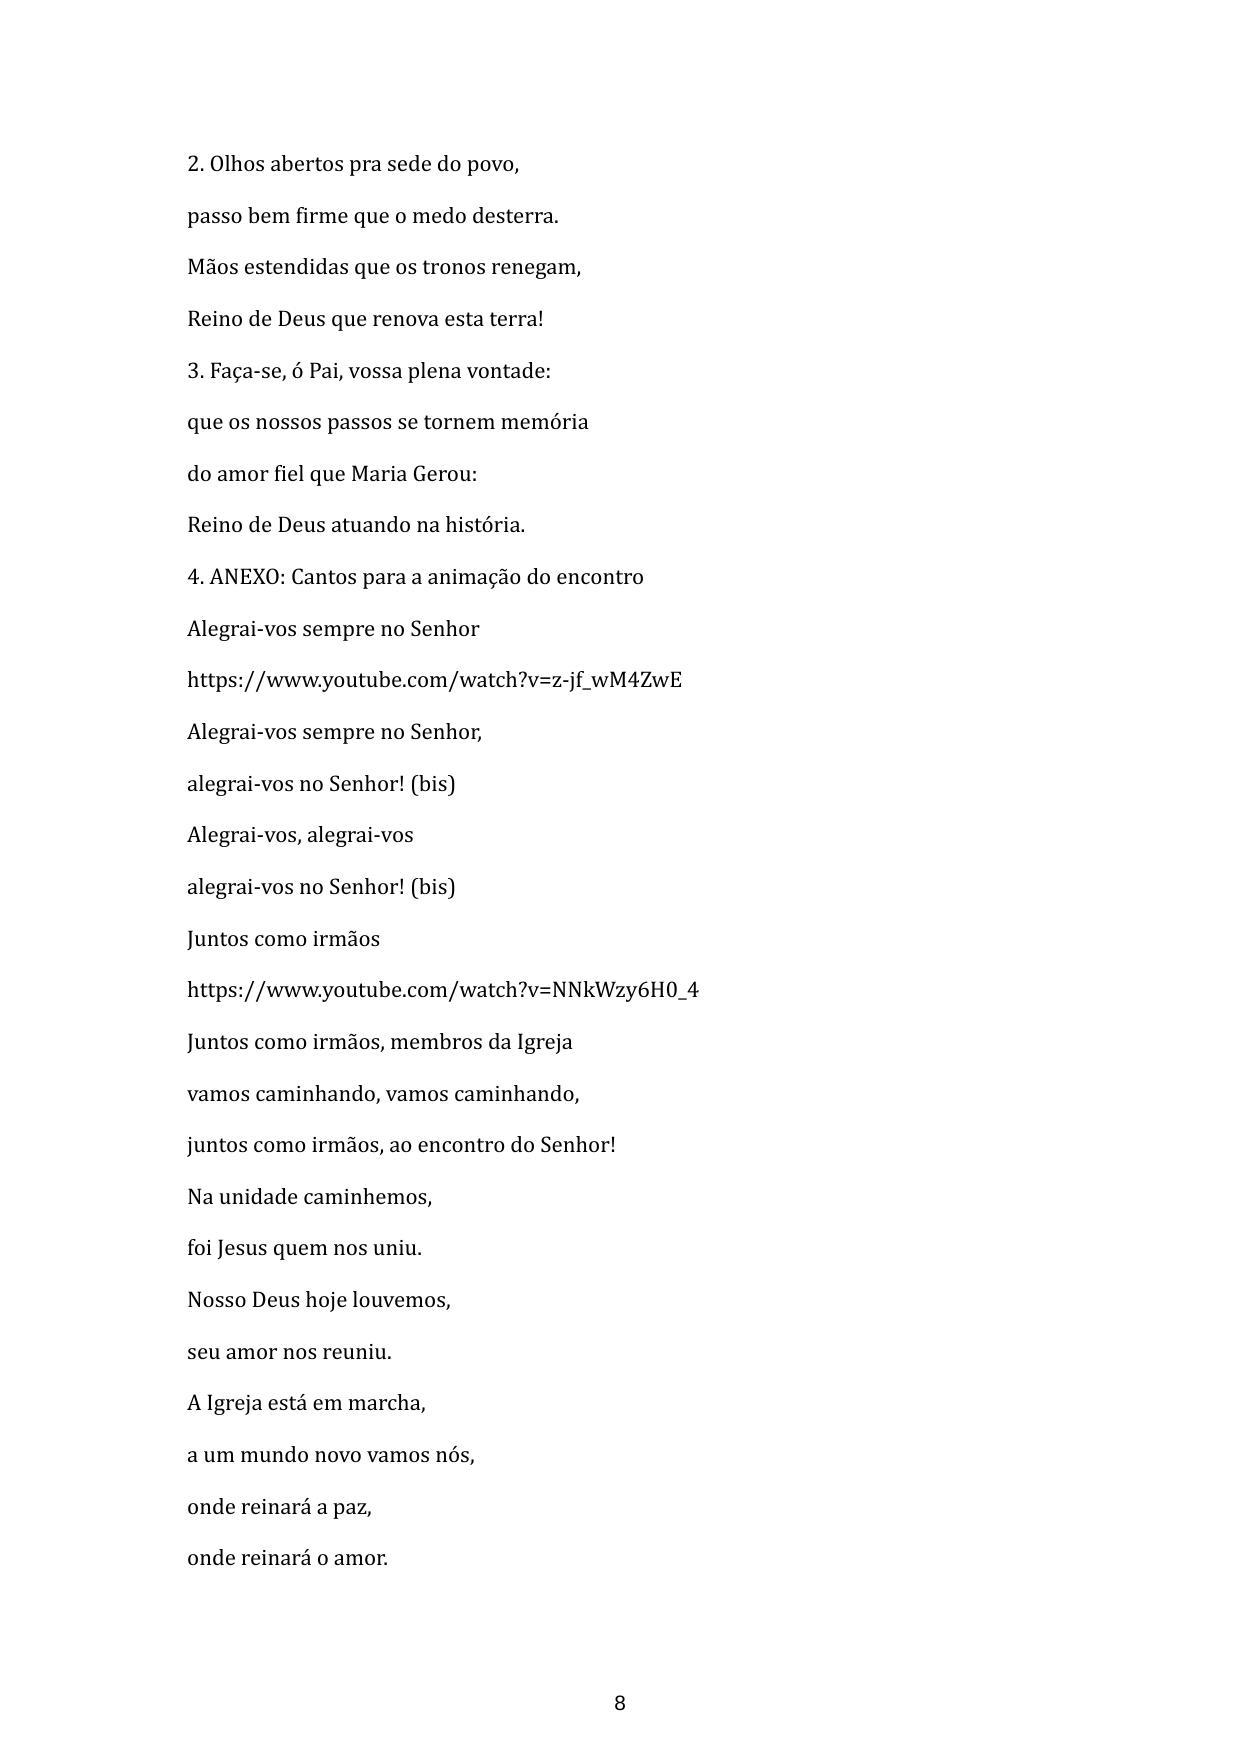 2. Olhos abertos pra sede do povo,
passo bem firme que o medo desterra.
Mãos estendidas que os tronos renegam,
Reino de Deus que renova esta terra!
3. Faça-se, ó Pai, vossa plena vontade:
que os nossos passos se tornem memória
do amor fiel que Maria Gerou:
Reino de Deus atuando na história.
4. ANEXO: Cantos para a animação do encontro
Alegrai-vos sempre no Senhor
https://www.youtube.com/watch?v=z-jf_wM4ZwE
Alegrai-vos sempre no Senhor,
alegrai-vos no Senhor! (bis)
Alegrai-vos, alegrai-vos
alegrai-vos no Senhor! (bis)
Juntos como irmãos
https://www.youtube.com/watch?v=NNkWzy6H0_4
Juntos como irmãos, membros da Igreja
vamos caminhando, vamos caminhando,
juntos como irmãos, ao encontro do Senhor!
Na unidade caminhemos,
foi Jesus quem nos uniu.
Nosso Deus hoje louvemos,
seu amor nos reuniu.
A Igreja está em marcha,
a um mundo novo vamos nós,
onde reinará a paz,
onde reinará o amor.
8